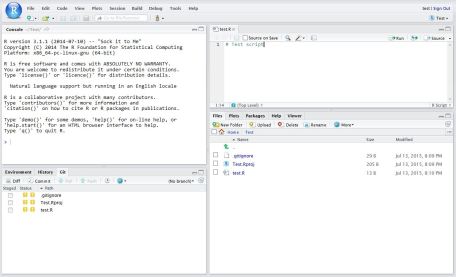 File Edit Code View Plots Session Build Debug Tools Help
test | Sign Out
Go to file/function
Test
Console ~/Test/
R version 3.1.1 (2014-07-10) -- "Sock it to Me"
Copyright (C) 2014 The R Foundation for Statistical Computing
Platform: x86_64-pc-linux-gnu (64-bit)
R is free software and comes with ABSOLUTELY NO WARRANTY.
You are welcome to redistribute it under certain conditions.
Type 'license()' or 'licence()' for distribution details.
Natural language support but running in an English locale
R is a collaborative project with many contributors.
Type 'contributors()' for more information and
'citation()' on how to cite R or R packages in publications.
Type 'demo()' for some demos, 'help()' for on-line help, or
'help.start()' for an HTML browser interface to help.
Type 'q()' to quit R.
>
Environment History Git
Diff Commit Pull Push (No branch)
Staged Status Path
.gitignore
Test.Rproj
test.R
test.R
Source on Save Run Source
1 # Test script
1:14 (Top Level) R Script
Files Plots Packages Help Viewer
New Folder Upload Delete Rename More
Home Test
Name Size Modified
..
.gitignore 29 B Jul 13, 2015, 8:09 PM
Test.Rproj 205 B Jul 13, 2015, 8:09 PM
test.R 13 B Jul 13, 2015, 8:10 PM